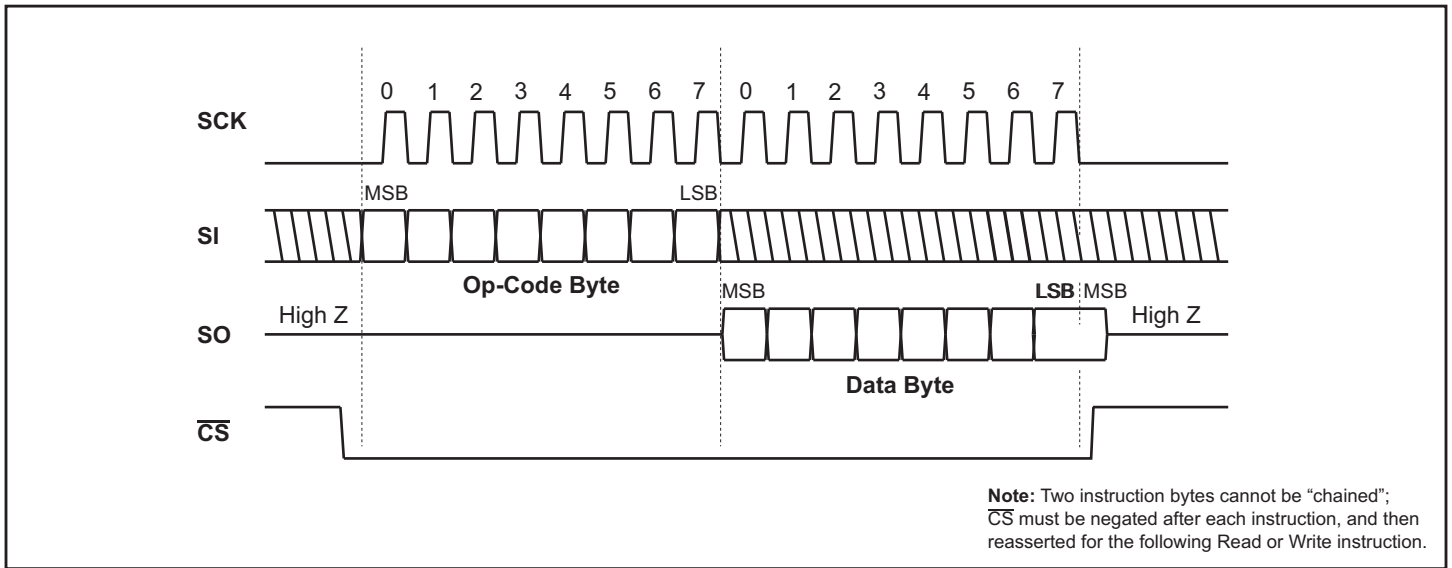 0 1 2 3 4 5 6 7 0 1 2 3 4 5 6 7
SCK
MSB LSB
SI
Op-Code Byte
MSB LSB MSB
High Z High Z
SO
Data Byte
CS
Note: Two instruction bytes cannot be “chained”;
CS must be negated after each instruction, and then
reasserted for the following Read or Write instruction.